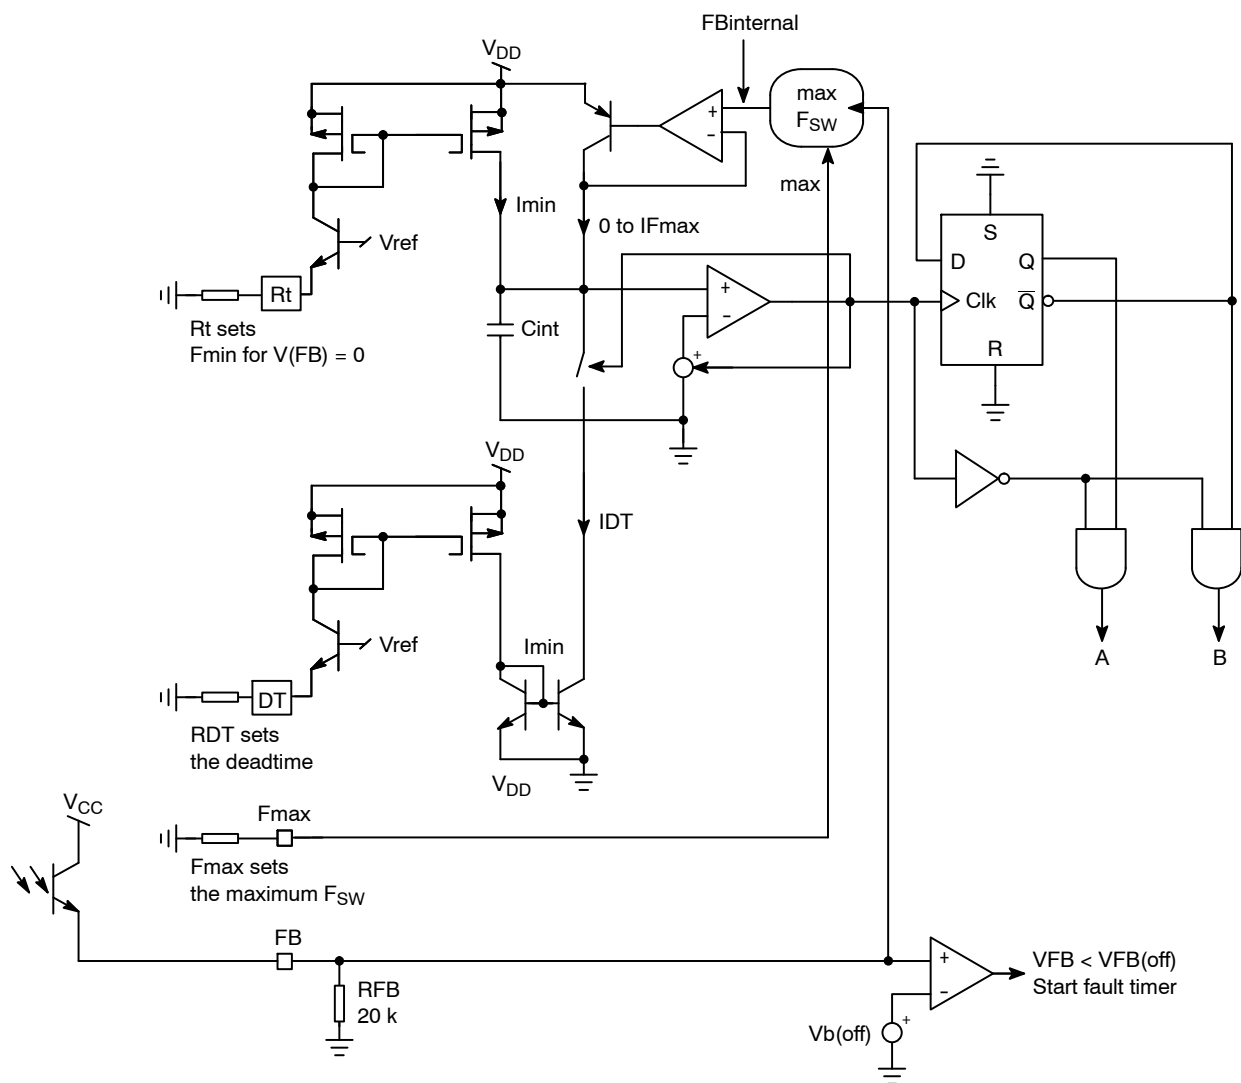 FBinternal
VDD
max
FSW
+
−
max
S
Imin
Vref
0 to IFmax
D
Q
Rt
+
Clk
Q
Rt sets
Fmin for V(FB) = 0
Cint
−
+
R
VDD
IDT
Vref
Imin
A
B
DT
RDT sets
the deadtime
VDD
VCC
Fmax
Fmax sets
the maximum FSW
FB
+
VFB < VFB(off)
Start fault timer
RFB
20 k
−
+
Vb(off)